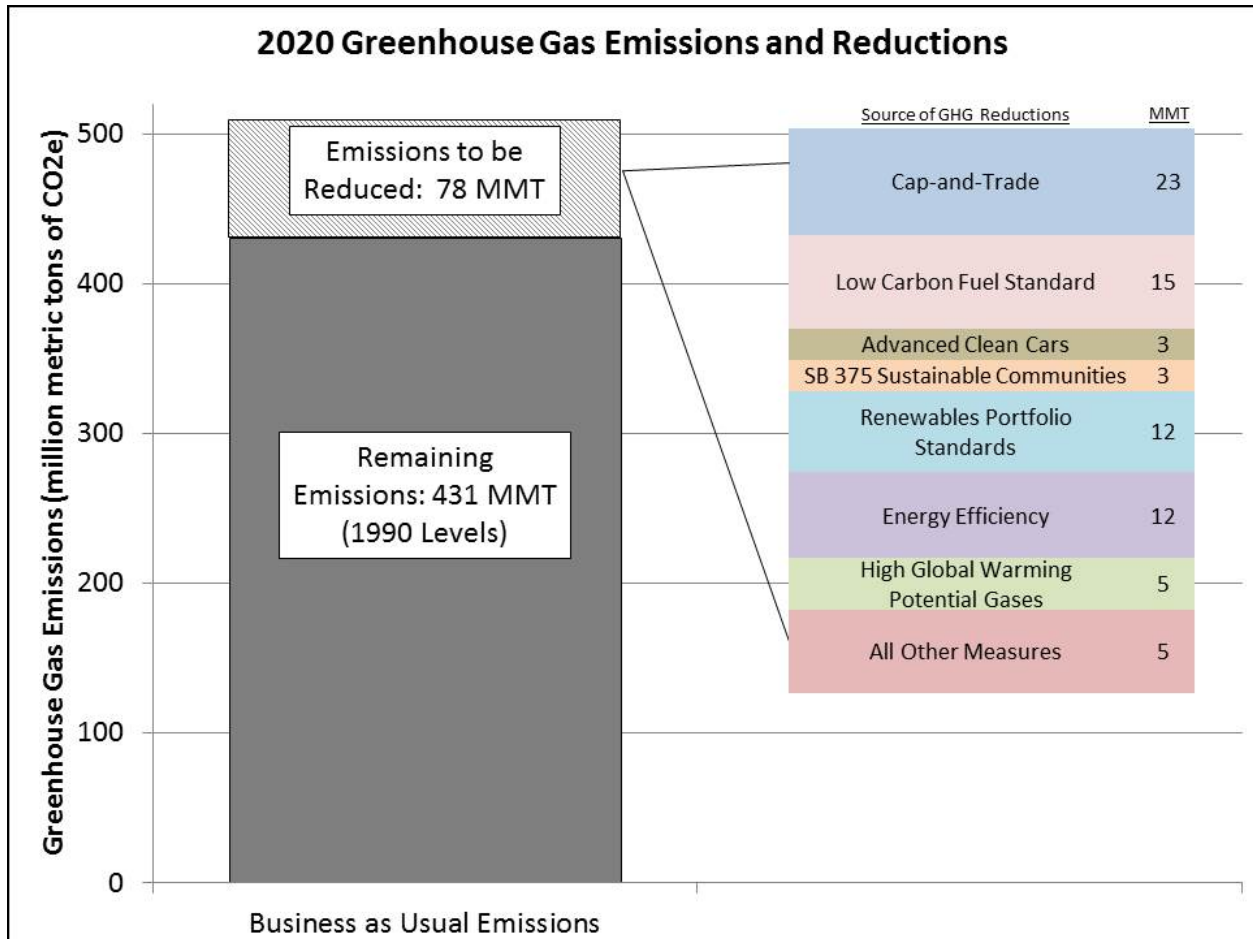 2020 Greenhouse Gas Emissions and Reductions
Greenhouse Gas Emissions (million metric tons of CO2e)
500
400
300
200
100
0
Emissions to be
Reduced: 78 MMT
Remaining
Emissions: 431 MMT
(1990 Levels)
Business as Usual Emissions
Source of GHG Reductions MMT
Cap-and-Trade 23
Low Carbon Fuel Standard 15
Advanced Clean Cars 3
SB 375 Sustainable Communities 3
Renewables Portfolio
Standards 12
Energy Efficiency 12
High Global Warming
Potential Gases 5
All Other Measures 5